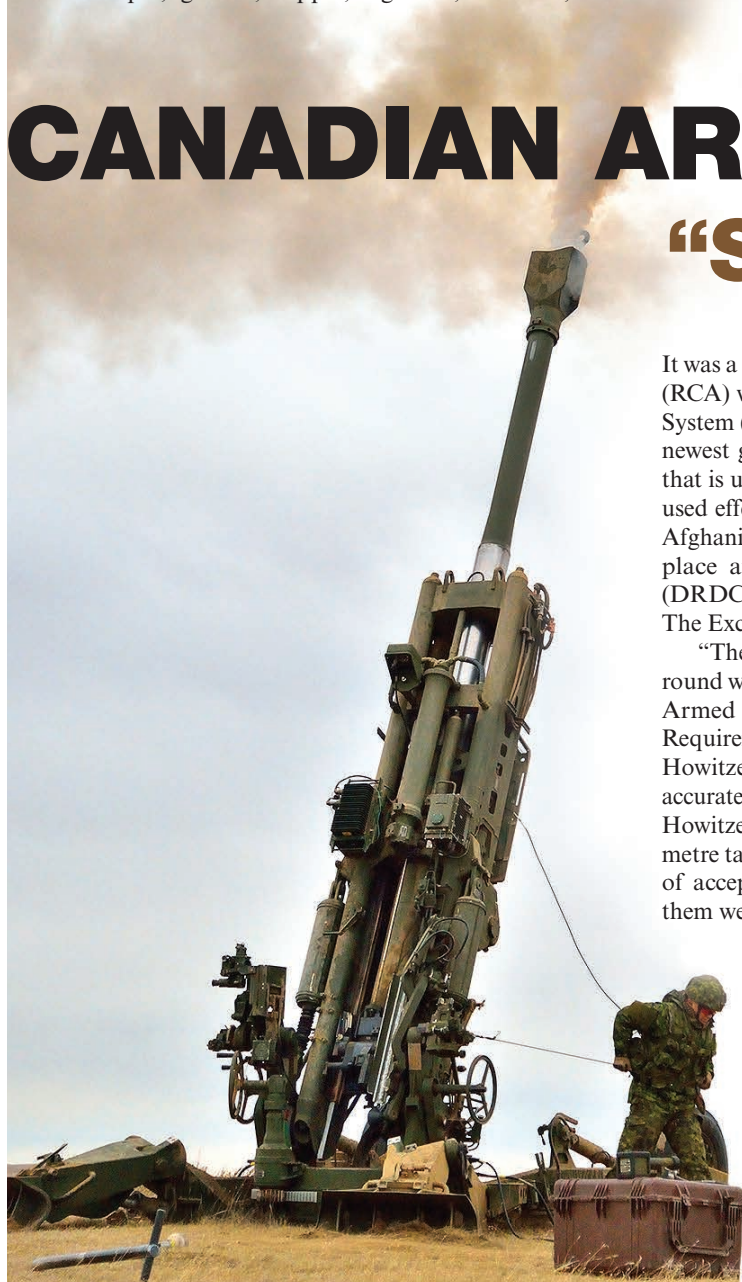 CANADIAN AR
“S
It was a
(RCA) w
System (
newest g
that is u
used effe
Afghani
place a
(DRDC
The Exc
“The
round w
Armed
Require
Howitze
accurate
Howitze
metre ta
of accep
them we